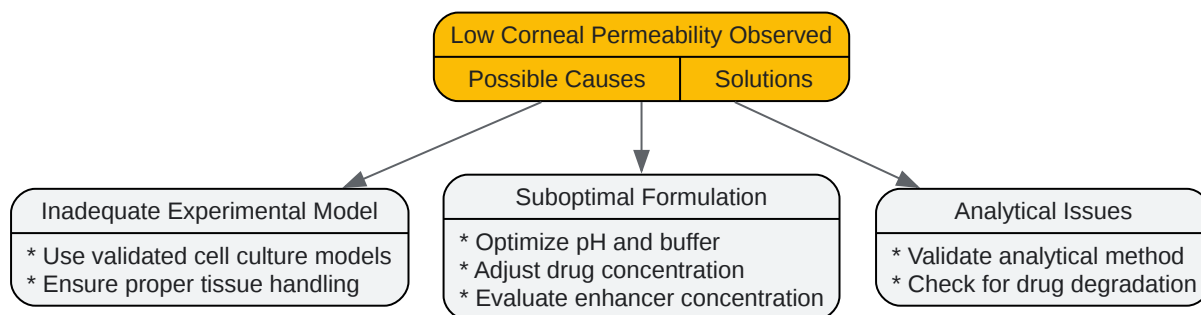 Low Corneal Permeability Observed
Possible Causes
Solutions
Inadequate Experimental Model
* Use validated cell culture models
* Ensure proper tissue handling
Suboptimal Formulation
* Optimize pH and buffer
* Adjust drug concentration
* Evaluate enhancer concentration
Analytical Issues
* Validate analytical method
* Check for drug degradation